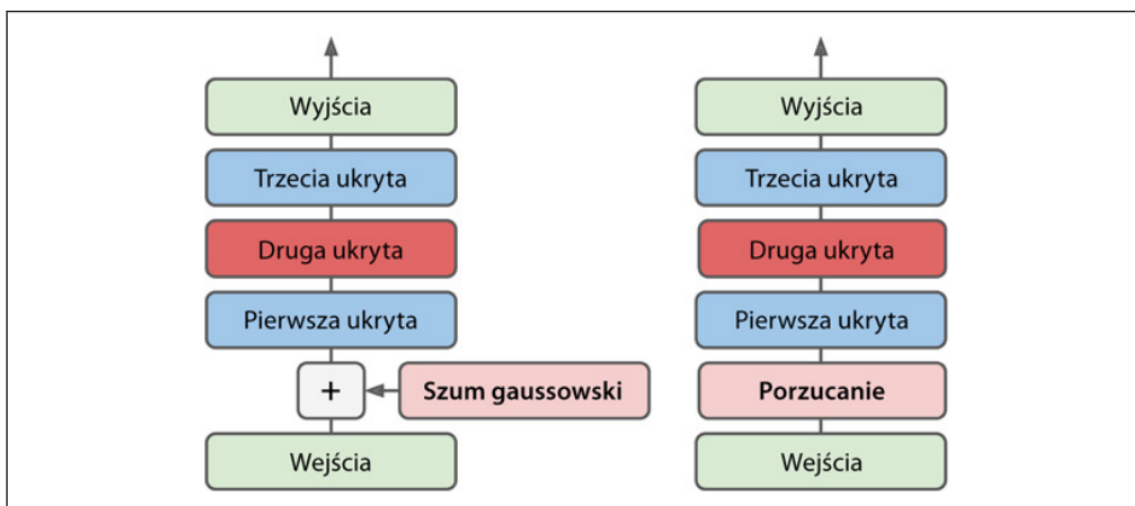 Wyjścia
Trzecia ukryta
Druga ukryta
Pierwsza ukryta
+
Szum gaussowski
Wejścia
Wyjścia
Trzecia ukryta
Druga ukryta
Pierwsza ukryta
Porzucanie
Wejścia